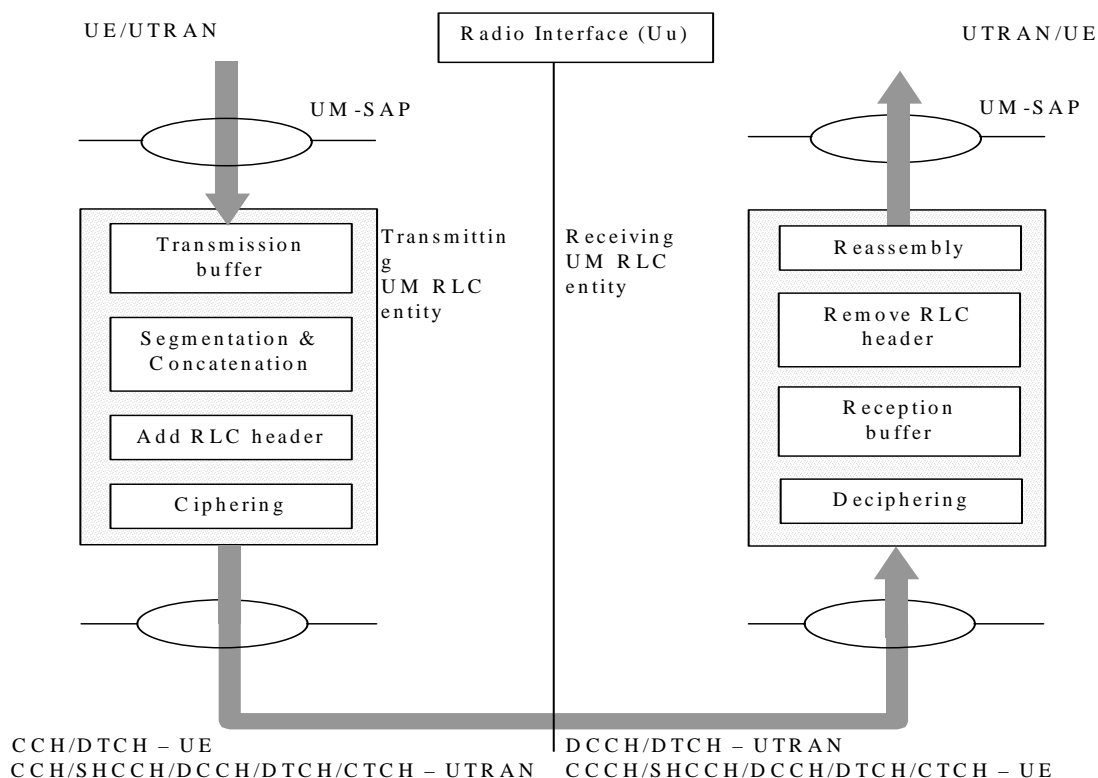 UE/UTRAN
Radio Interface (Uu)
UTRAN/UE
UM-SAP
UM-SAP
Transmission
buffer
Segmentation &
Concatenation
Add RLC header
Ciphering
Transmittin
g
UM RLC
entity
Receiving
UM RLC
entity
Reassembly
Remove RLC
header
Reception
buffer
Deciphering
CCH/DTCH – UE
CCH/SHCCH/DCCH/DTCH/CTCH – UTRAN
DCCH/DTCH – UTRAN
CCCH/SHCCH/DCCH/DTCH/CTCH – UE